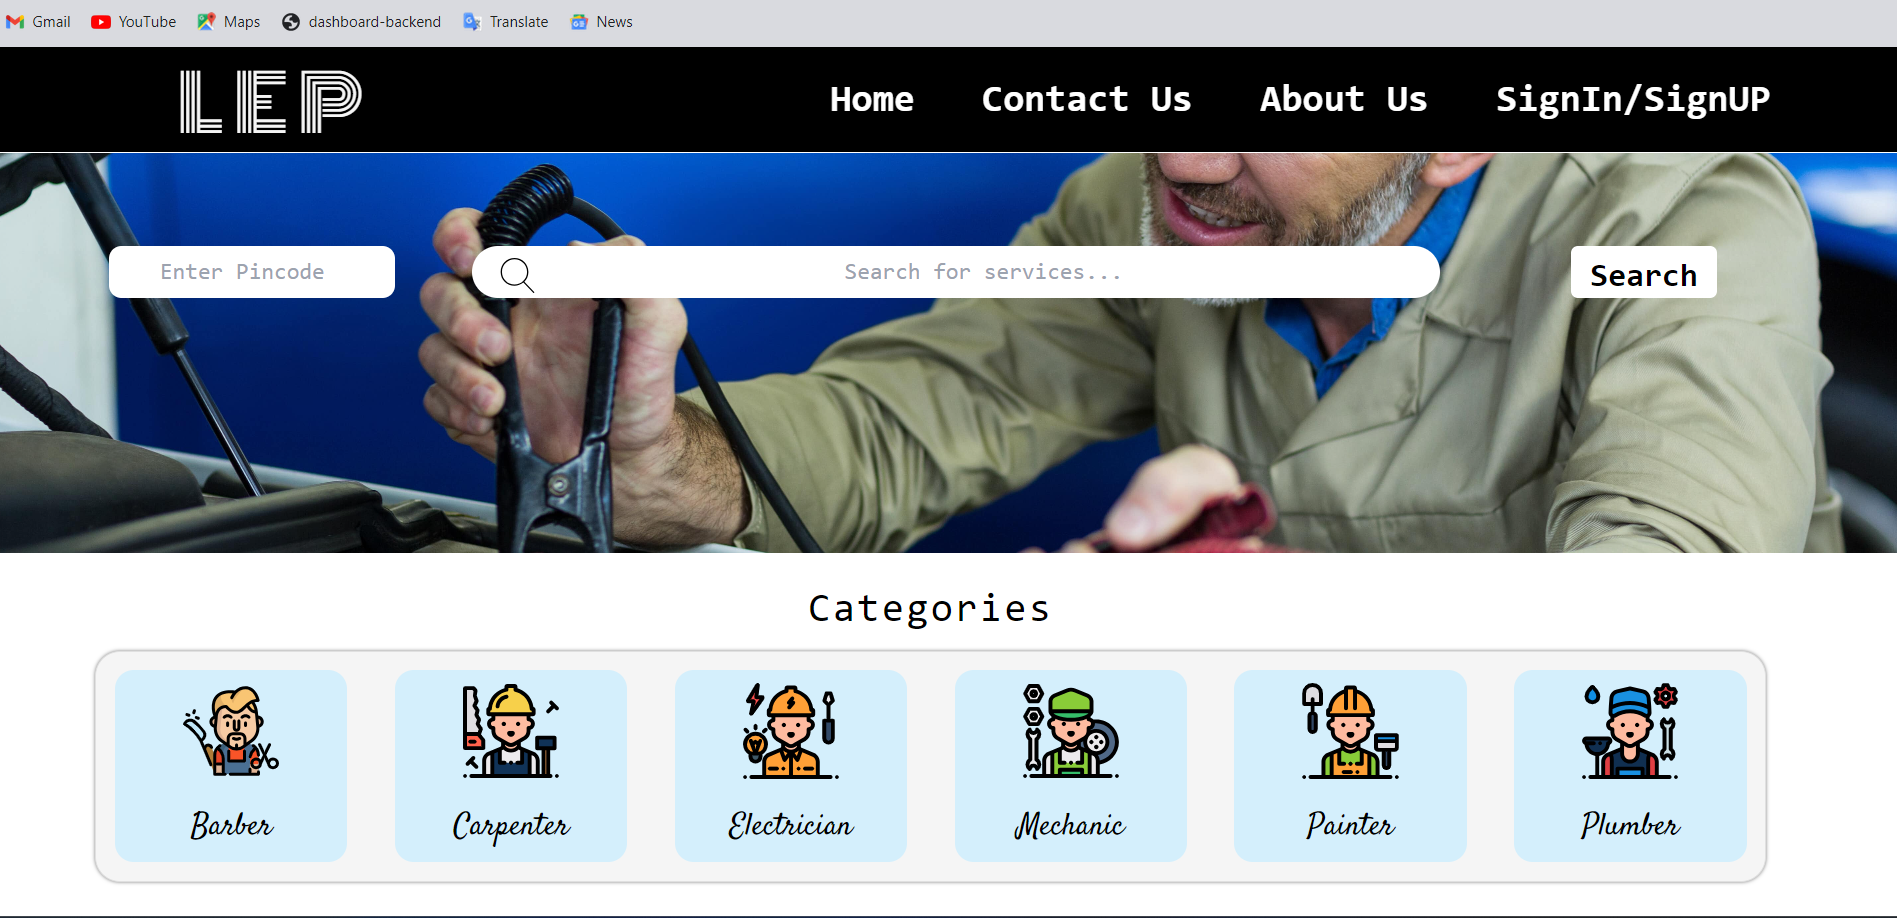 Gmail YouTube Maps dashboard-backend Translate News
LEP Home Contact Us About Us SignIn/SignUP
Enter Pincode Search for services... Search
Categories
Barber Carpenter Electrician Mechanic Painter Plumber